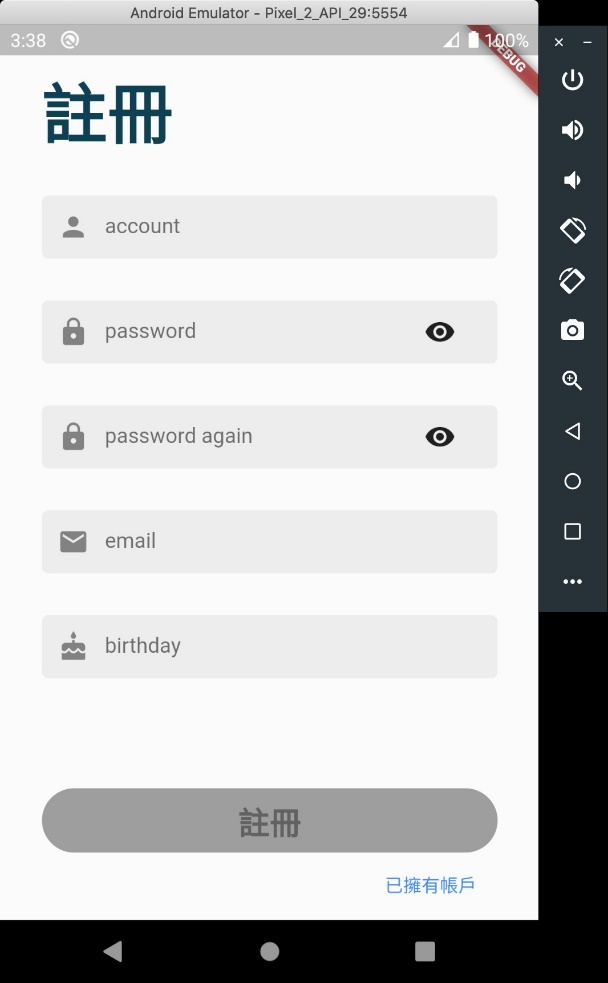 Android Emulator - Pixel_2_API_29:5554
3:38
100%
DEBUG
註冊
account
password
password again
email
birthday
註冊
已擁有帳戶